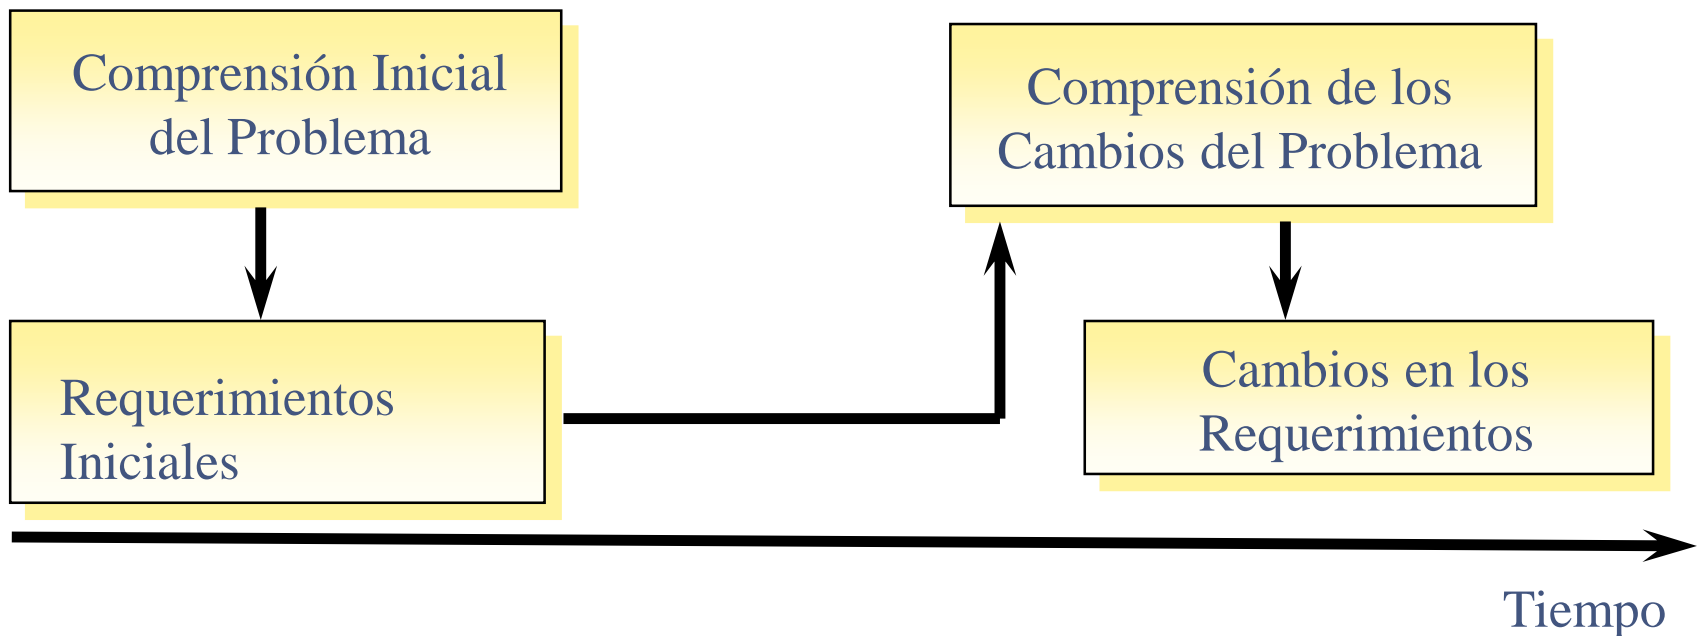 Comprensión Inicial
del Problema
Requerimientos
Iniciales
Comprensión de los
Cambios del Problema
Cambios en los
Requerimientos
Tiempo